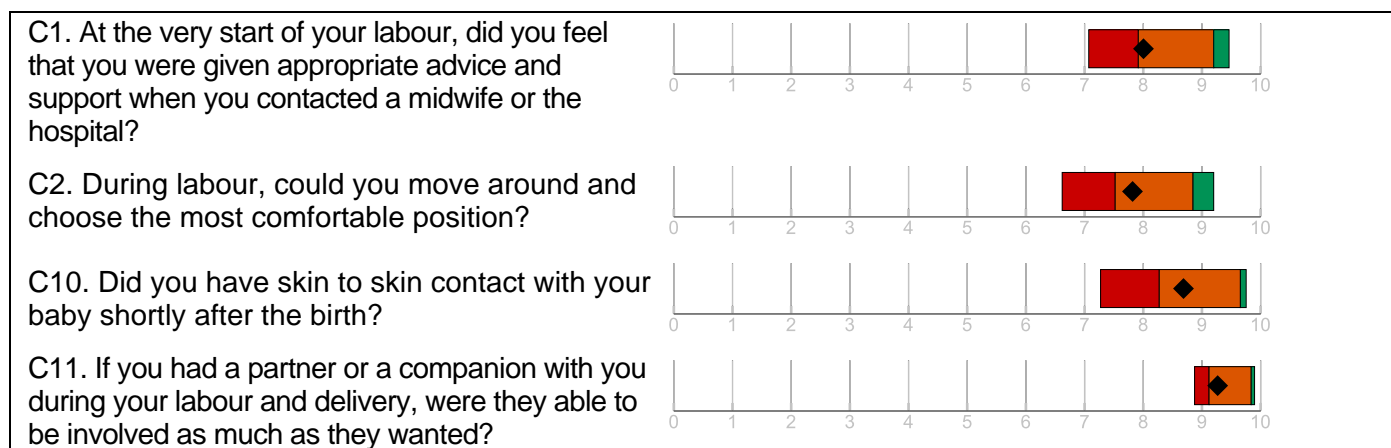 C1. At the very start of your labour, did you feel
that you were given appropriate advice and
support when you contacted a midwife or the
hospital?
0 1 2 3 4 5 6 7 8 9 10
C2. During labour, could you move around and
choose the most comfortable position?
0 1 2 3 4 5 6 7 8 9 10
C10. Did you have skin to skin contact with your
baby shortly after the birth?
0 1 2 3 4 5 6 7 8 9 10
C11. If you had a partner or a companion with you
during your labour and delivery, were they able to
be involved as much as they wanted?
0 1 2 3 4 5 6 7 8 9 10